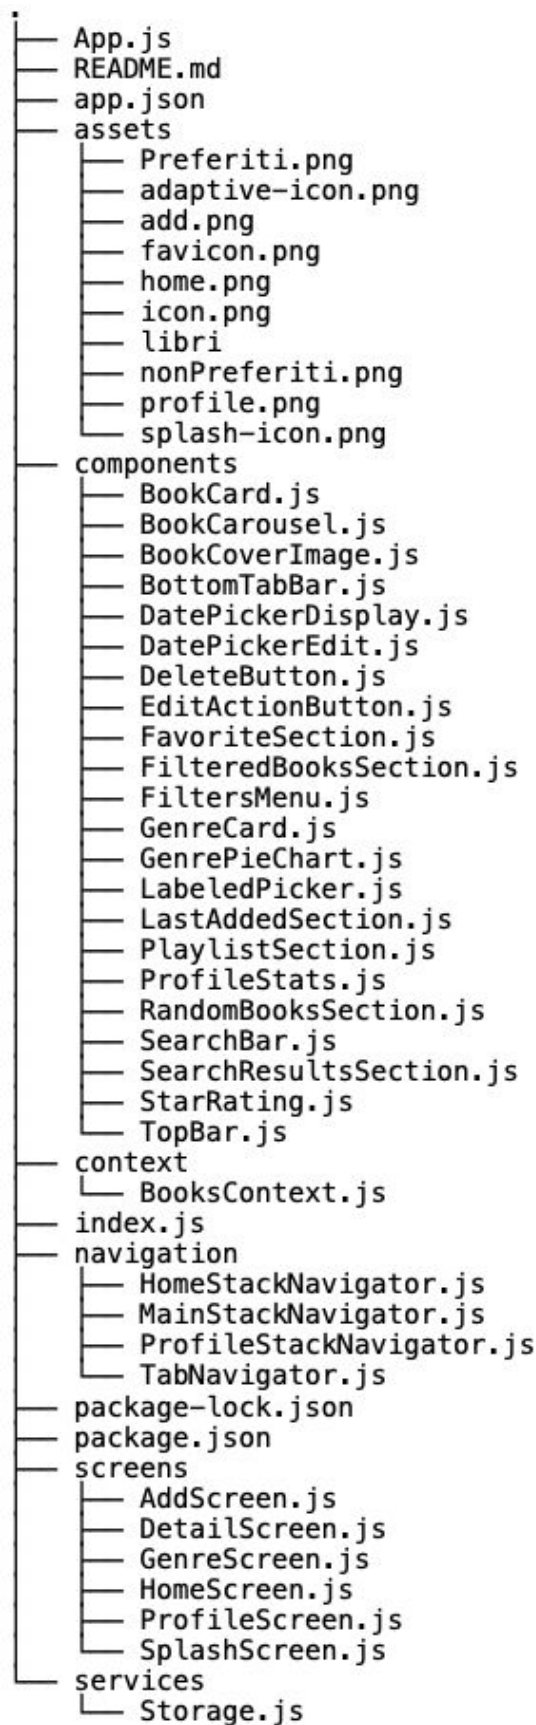 .
├── App.js
├── README.md
├── app.json
├── assets
│   ├── Preferiti.png
│   ├── adaptive-icon.png
│   ├── add.png
│   ├── favicon.png
│   ├── home.png
│   ├── icon.png
│   ├── libri
│   ├── nonPreferiti.png
│   ├── profile.png
│   └── splash-icon.png
├── components
│   ├── BookCard.js
│   ├── BookCarousel.js
│   ├── BookCoverImage.js
│   ├── BottomTabBar.js
│   ├── DatePickerDisplay.js
│   ├── DatePickerEdit.js
│   ├── DeleteButton.js
│   ├── EditActionButton.js
│   ├── FavoriteSection.js
│   ├── FilteredBooksSection.js
│   ├── FiltersMenu.js
│   ├── GenreCard.js
│   ├── GenrePieChart.js
│   ├── LabeledPicker.js
│   ├── LastAddedSection.js
│   ├── PlaylistSection.js
│   ├── ProfileStats.js
│   ├── RandomBooksSection.js
│   ├── SearchBar.js
│   ├── SearchResultsSection.js
│   ├── StarRating.js
│   └── TopBar.js
├── context
│   └── BooksContext.js
├── index.js
├── navigation
│   ├── HomeStackNavigator.js
│   ├── MainStackNavigator.js
│   ├── ProfileStackNavigator.js
│   └── TabNavigator.js
├── package-lock.json
├── package.json
├── screens
│   ├── AddScreen.js
│   ├── DetailScreen.js
│   ├── GenreScreen.js
│   ├── HomeScreen.js
│   ├── ProfileScreen.js
│   └── SplashScreen.js
└── services
    └── Storage.js